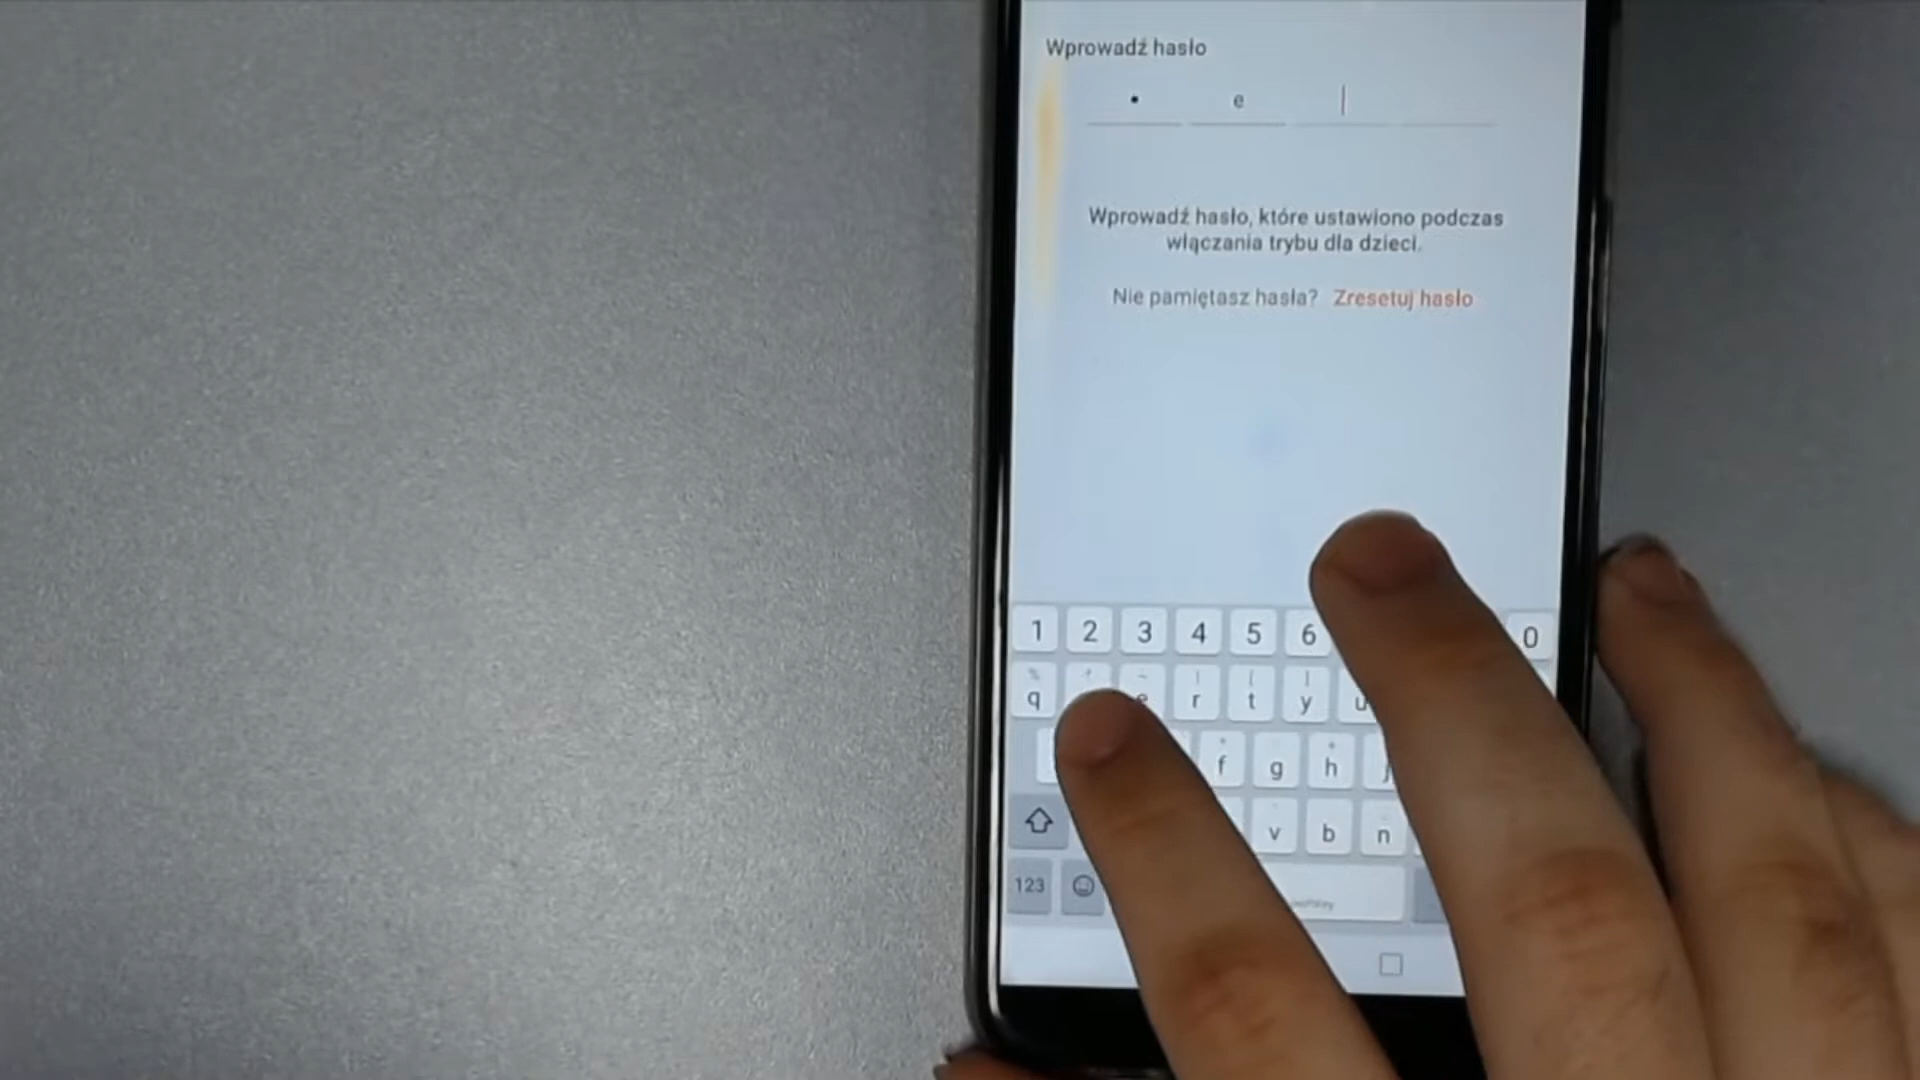 Wprowadź hasło
• e
Wprowadź hasło, które ustawiono podczas
włączania trybu dla dzieci.
Nie pamiętasz hasła? Zresetuj hasło
1 2 3 4 5 6 0
q e r t y u
f g h j
v b n
123